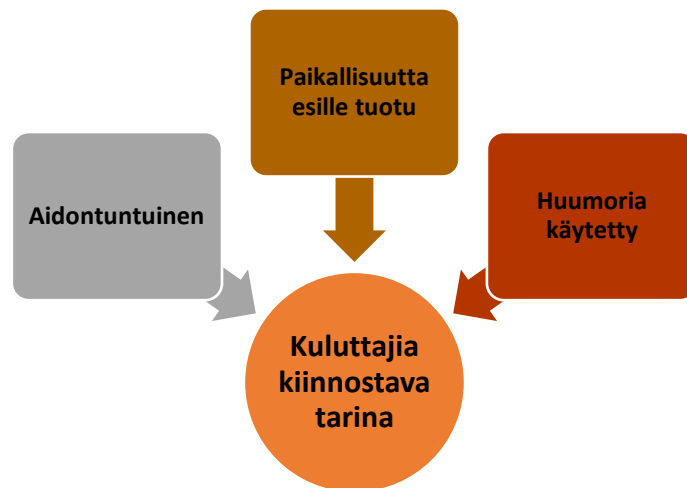 Paikallisuutta
esille tuotu
Aidontuntuinen
Huumoria
käytetty
Kuluttajia
kiinnostava
tarina